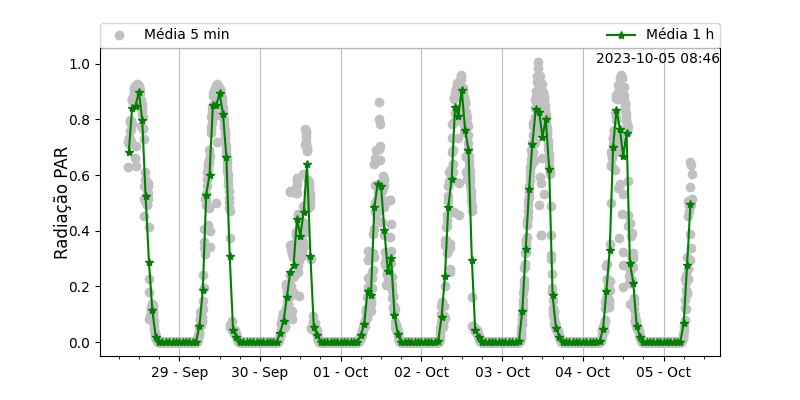 Média 5 min
Média 1 h
2023-10-05 08:46
Radiação PAR
1.0
0.8
0.6
0.4
0.2
0.0
29 - Sep
30 - Sep
01 - Oct
02 - Oct
03 - Oct
04 - Oct
05 - Oct